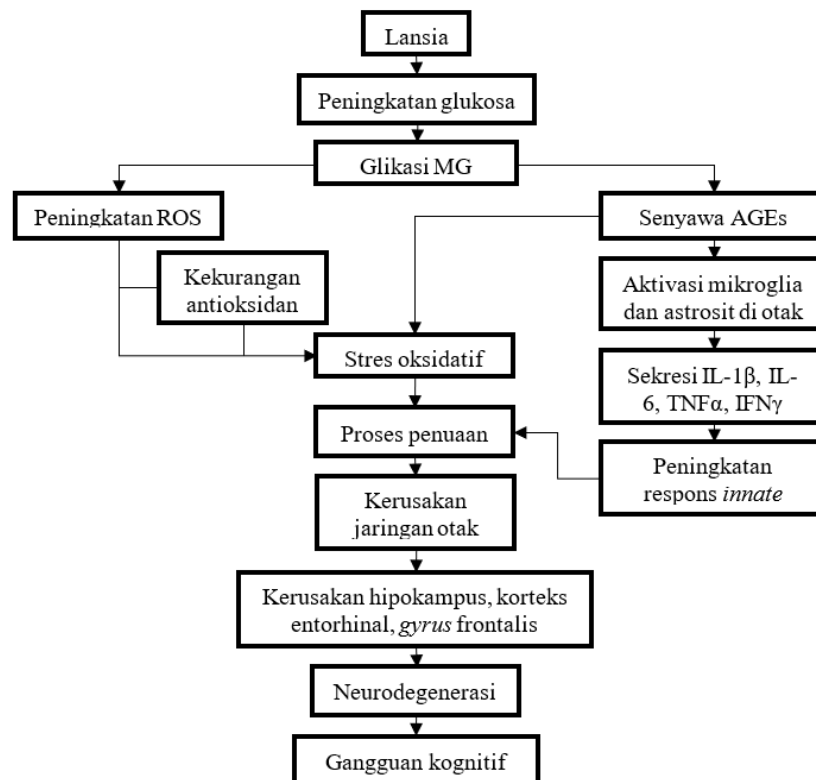 Lansia
Peningkatan glukosa
Glikasi MG
Peningkatan ROS
Senyawa AGEs
Kekurangan
antioksidan
Aktivasi mikroglia
dan astrosit di otak
Stres oksidatif
Sekresi IL-1β, IL-
6, TNFα, IFNγ
Proses penuaan
Peningkatan
respons innate
Kerusakan
jaringan otak
Kerusakan hipokampus, korteks
entorhinal, gyrus frontalis
Neurodegenerasi
Gangguan kognitif